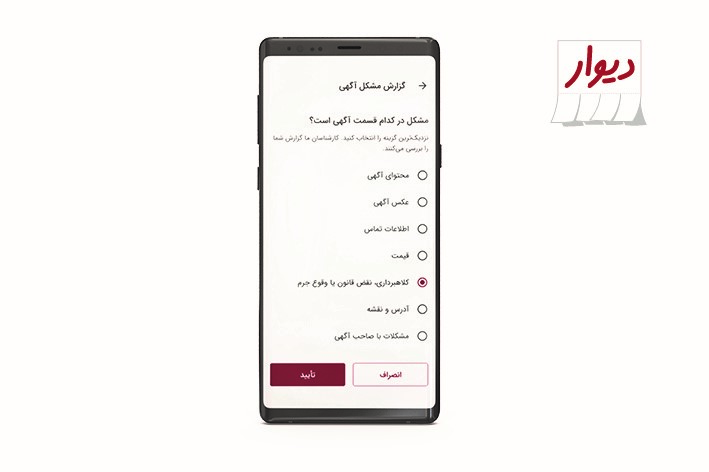 دیوار
گزارش مشکل آگهی
مشکل در کدام قسمت آگهی است؟
نزدیک‌ترین گزینه را انتخاب کنید. کارشناسان ما گزارش شما
را بررسی می‌کنند.
محتوای آگهی
عکس آگهی
اطلاعات تماس
قیمت
کلاهبرداری، نقض قانون یا وقوع جرم
آدرس و نقشه
مشکلات با صاحب آگهی
انصراف
تأیید